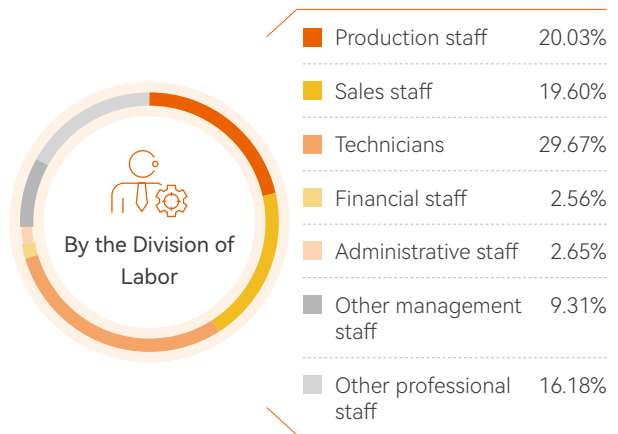 By the Division of
Labor
Production staff 20.03%
Sales staff 19.60%
Technicians 29.67%
Financial staff 2.56%
Administrative staff 2.65%
Other management 9.31%
staff
Other professional 16.18%
staff